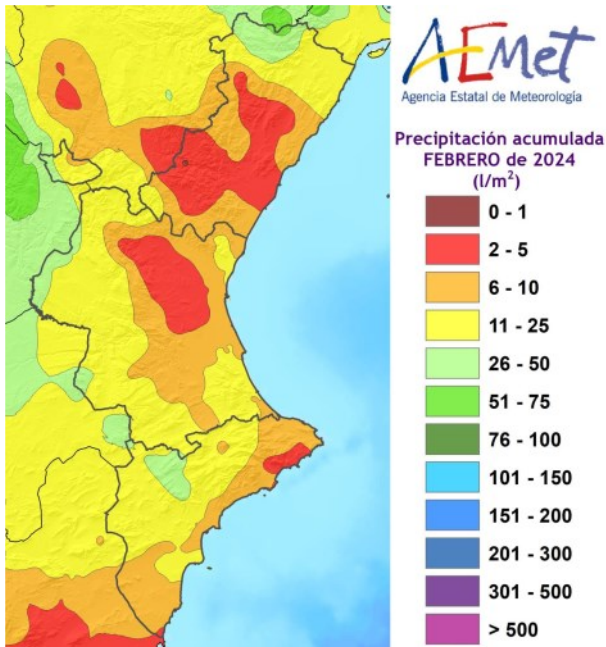 AEmet
Agencia Estatal de Meteorología
Precipitación acumulada
FEBRERO de 2024
(l/m²)
0 - 1
2 - 5
6 - 10
11 - 25
26 - 50
51 - 75
76 - 100
101 - 150
151 - 200
201 - 300
301 - 500
> 500